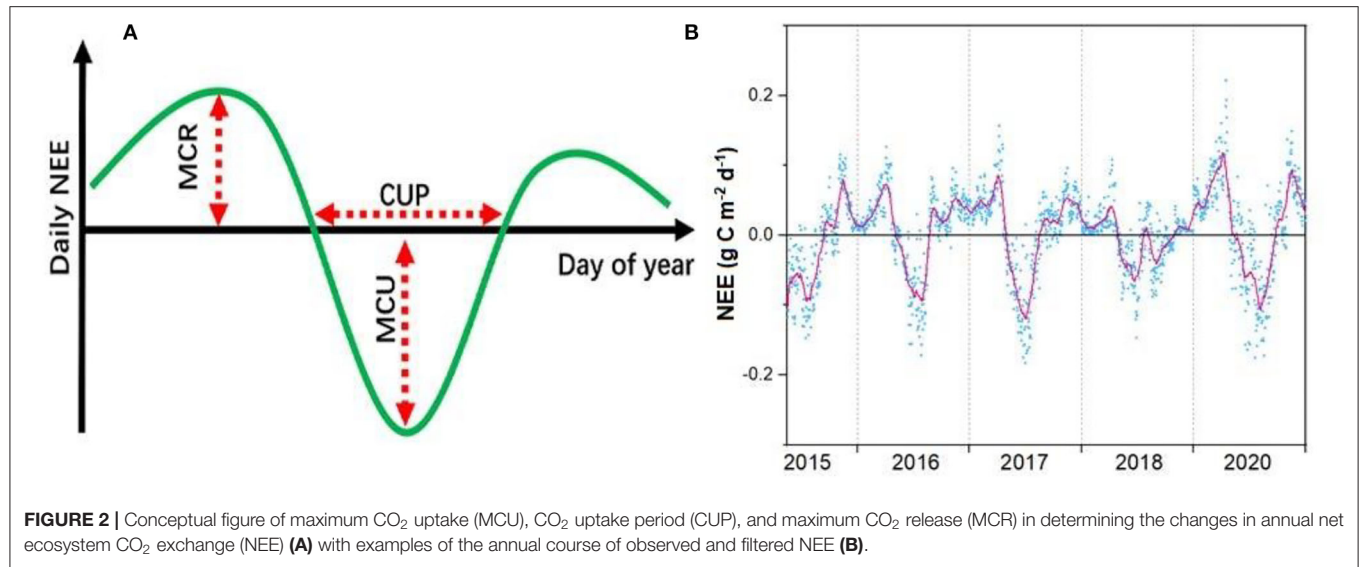 A
Daily NEE
MCR
CUP
MCU
Day of year
B
NEE (g C m⁻² d⁻¹)
0.2
0.0
-0.2
2015 2016 2017 2018 2020
FIGURE 2 | Conceptual figure of maximum CO₂ uptake (MCU), CO₂ uptake period (CUP), and maximum CO₂ release (MCR) in determining the changes in annual net
ecosystem CO₂ exchange (NEE) (A) with examples of the annual course of observed and filtered NEE (B).